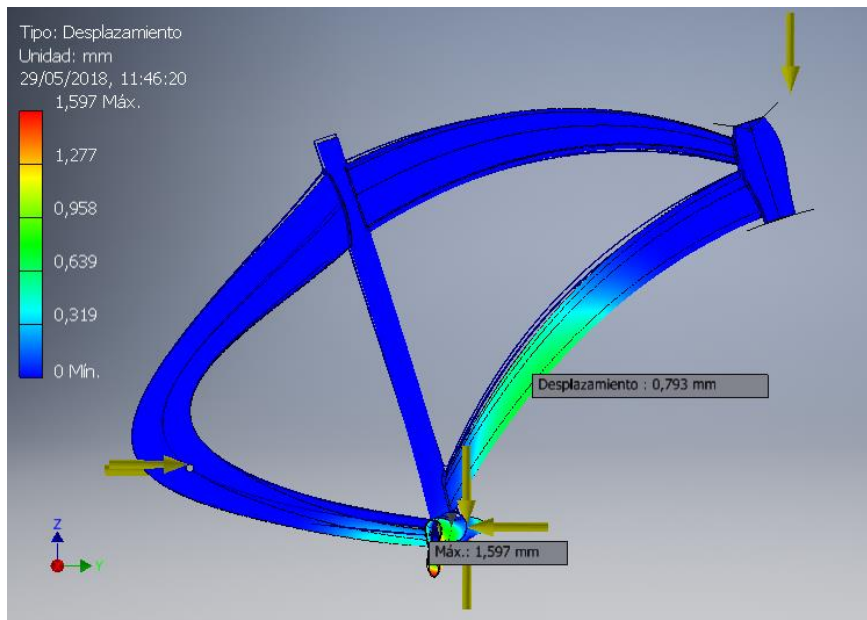 Tipo: Desplazamiento
Unidad: mm
29/05/2018, 11:46:20
1,597 Máx.
1,277
0,958
0,639
0,319
0 Mín.
Desplazamiento : 0,793 mm
Máx.: 1,597 mm
Z
Y